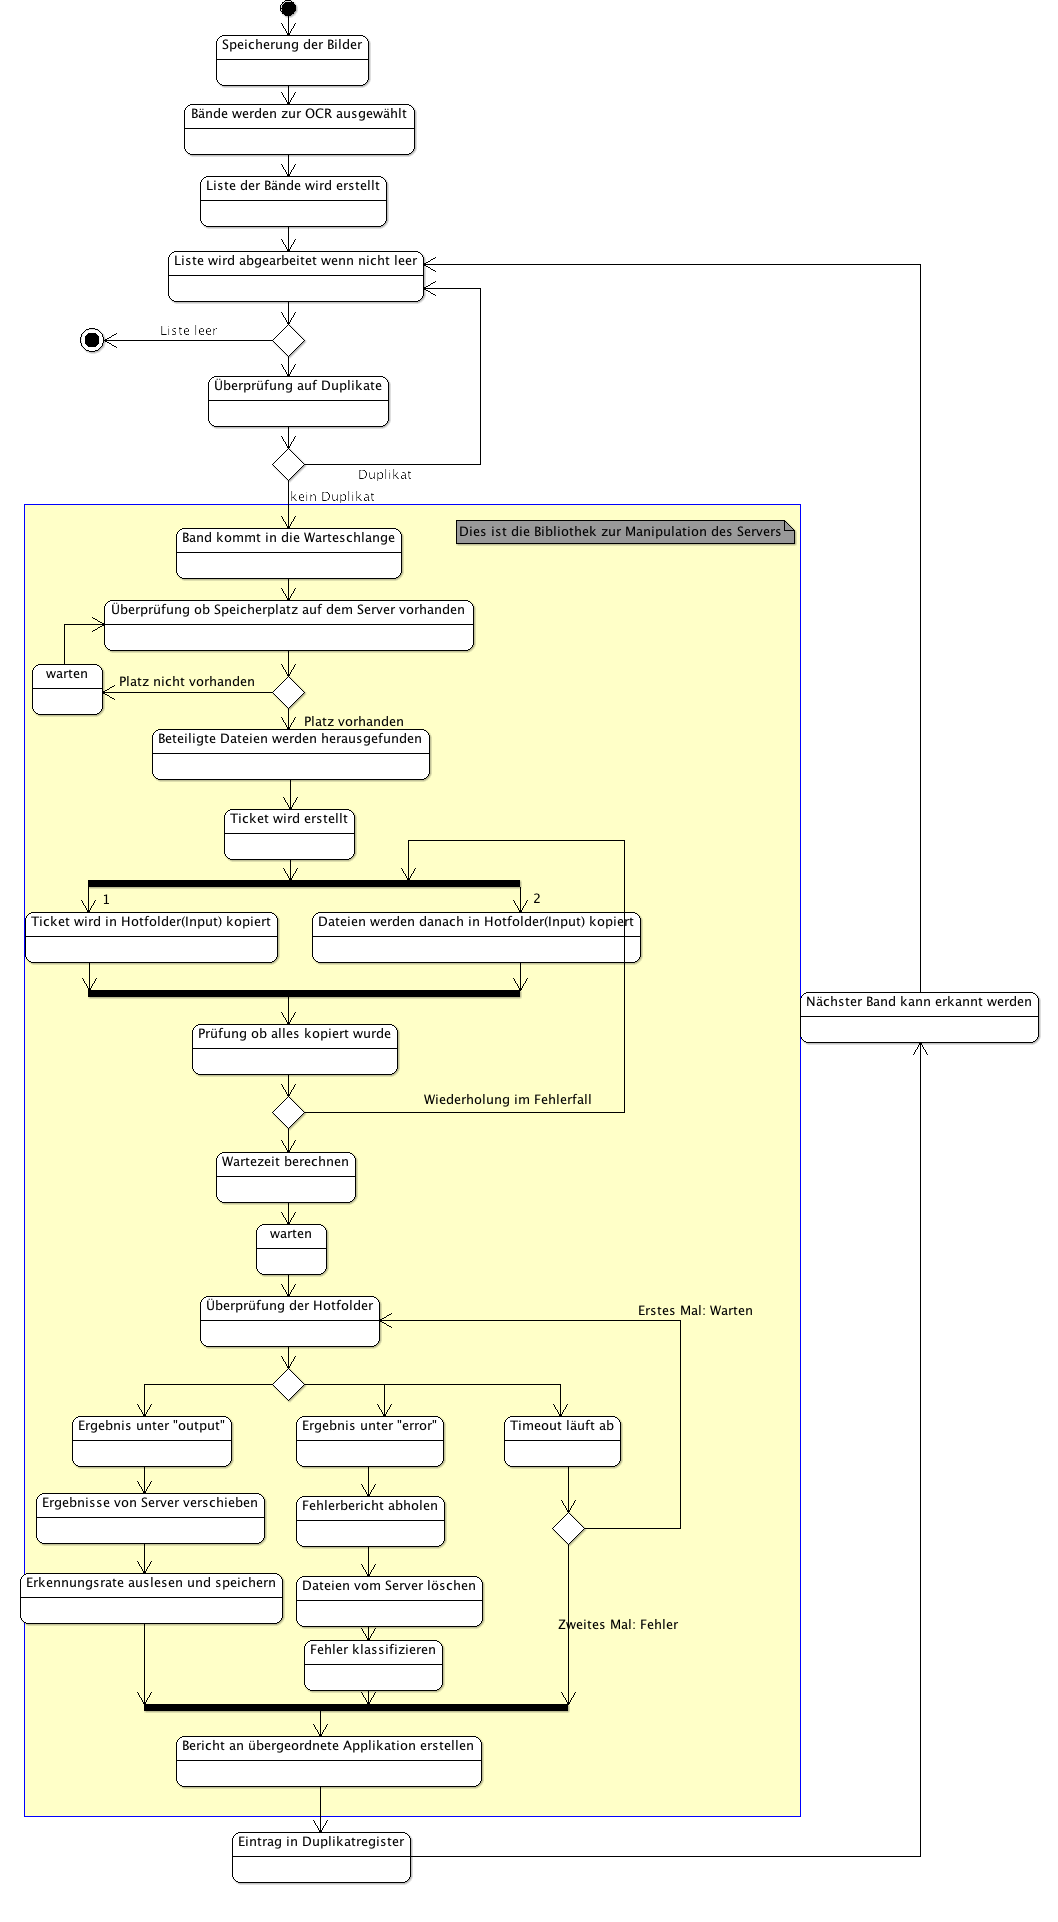 Speicherung der Bilder
Bände werden zur OCR ausgewählt
Liste der Bände wird erstellt
Liste wird abgearbeitet wenn nicht leer
Liste leer
Überprüfung auf Duplikate
Duplikat
kein Duplikat
Dies ist die Bibliothek zur Manipulation des Servers
Band kommt in die Warteschlange
Überprüfung ob Speicherplatz auf dem Server vorhanden
warten
Platz nicht vorhanden
Platz vorhanden
Beteiligte Dateien werden herausgefunden
Ticket wird erstellt
1
2
Ticket wird in Hotfolder(Input) kopiert
Dateien werden danach in Hotfolder(Input) kopiert
Nächster Band kann erkannt werden
Prüfung ob alles kopiert wurde
Wiederholung im Fehlerfall
Wartezeit berechnen
warten
Überprüfung der Hotfolder
Erstes Mal: Warten
Ergebnis unter "output"
Ergebnis unter "error"
Timeout läuft ab
Ergebnisse von Server verschieben
Fehlerbericht abholen
Erkennungsrate auslesen und speichern
Dateien vom Server löschen
Zweites Mal: Fehler
Fehler klassifizieren
Bericht an übergeordnete Applikation erstellen
Eintrag in Duplikatregister